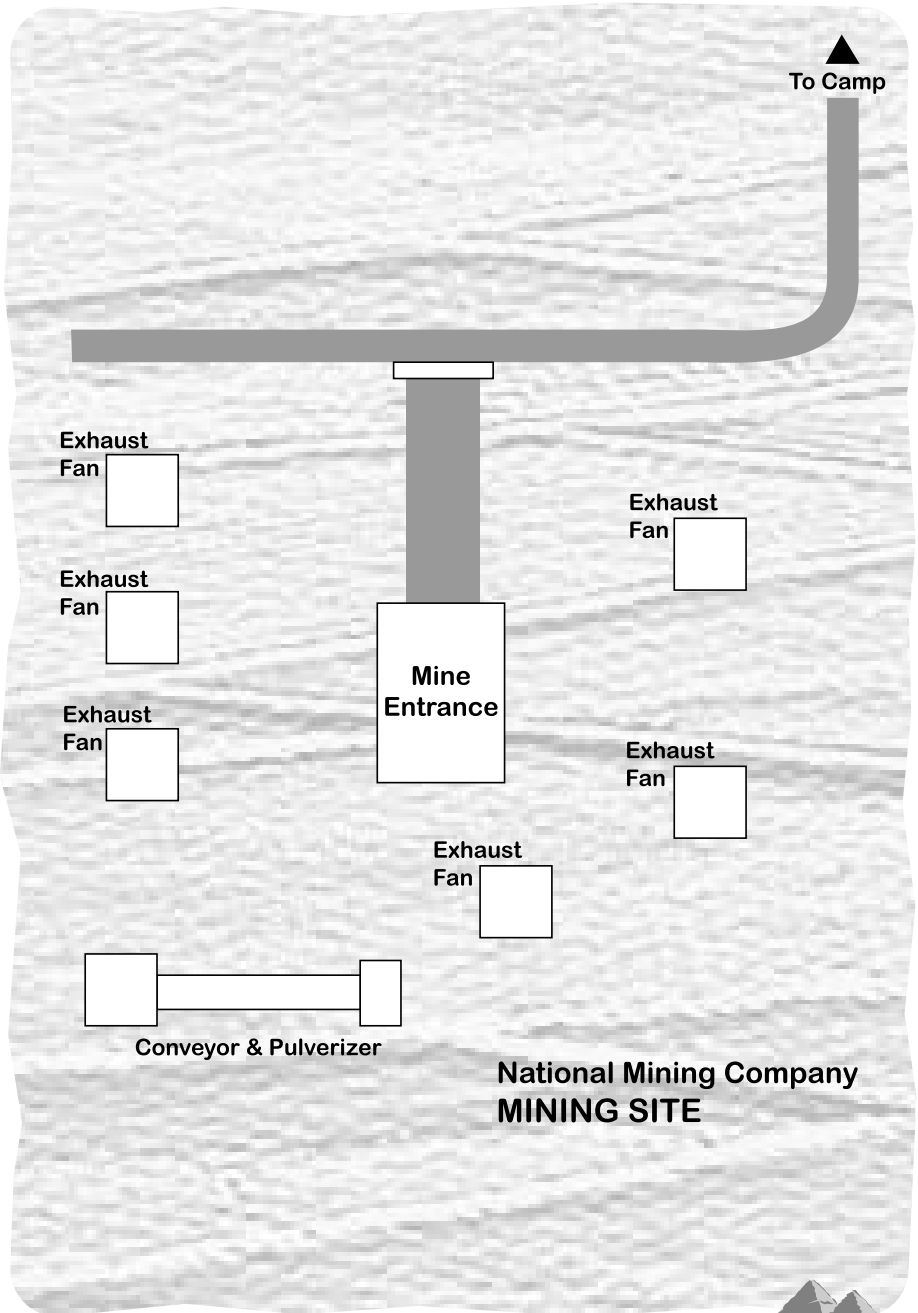 To Camp
Exhaust
Fan
Exhaust
Fan
Exhaust
Fan
Mine
Entrance
Exhaust
Fan
Exhaust
Fan
Exhaust
Fan
Conveyor & Pulverizer
National Mining Company
MINING SITE